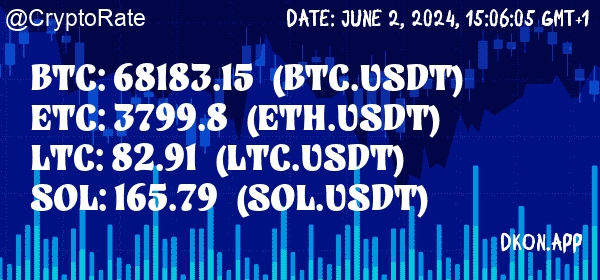 @CryptoRate
DATE: JUNE 2, 2024, 15:06:05 GMT+1
BTC: 68183.15 (BTC.USDT)
ETC: 3799.8 (ETH.USDT)
LTC: 82.91 (LTC.USDT)
SOL: 165.79 (SOL.USDT)
DKON.APP